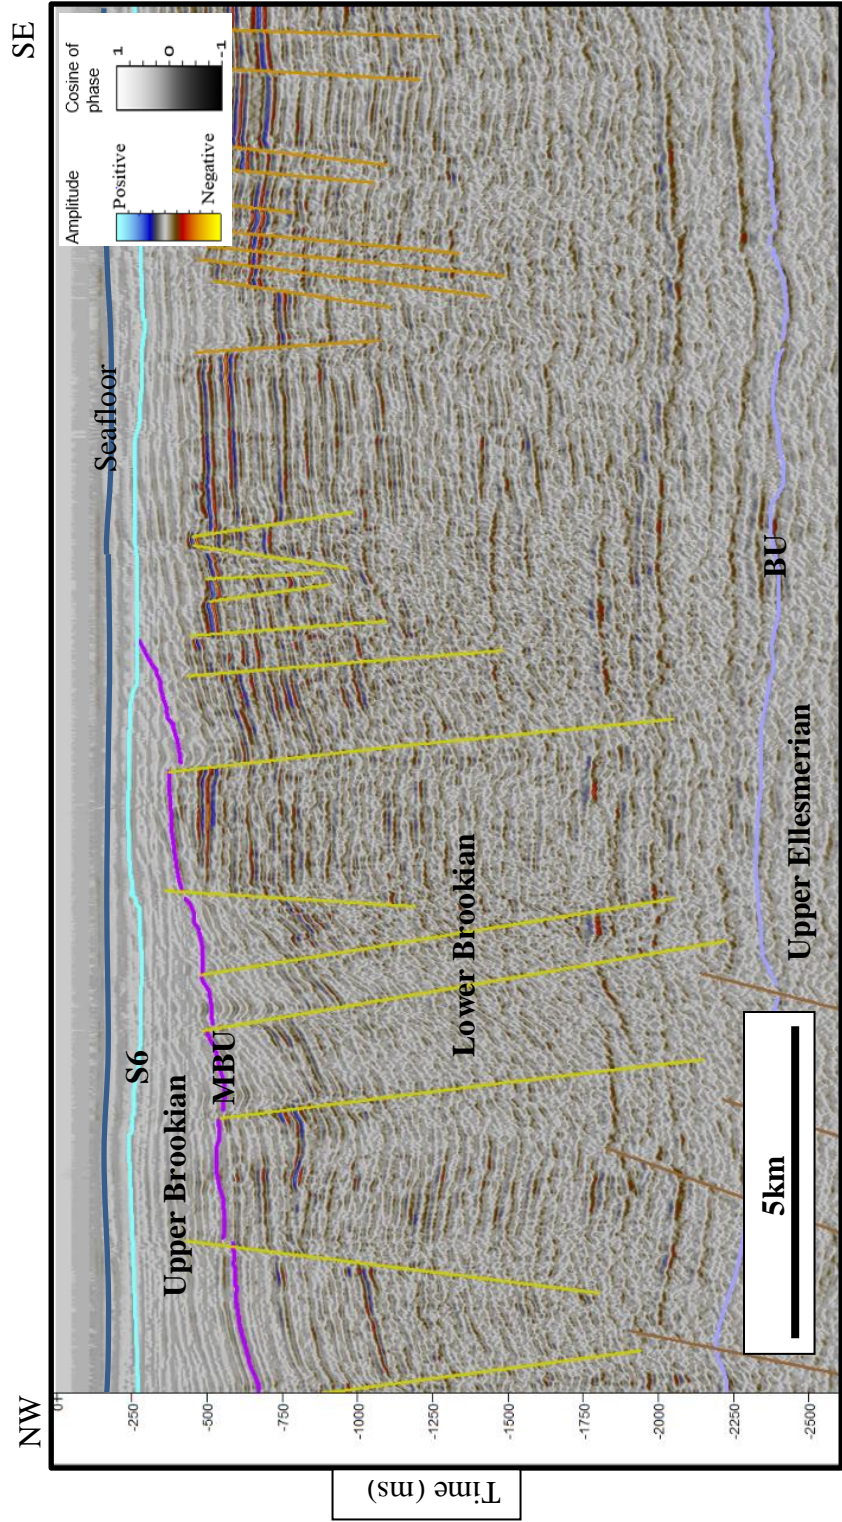 NW
SE
Amplitude
Positive
Negative
Cosine of
phase
1
0
-1
Seafloor
S6
Upper Brookian
MBU
Lower Brookian
BU
Upper Ellesmerian
5km
Time (ms)
0+
-250
-500
-750
-1000
-1250
-1500
-1750
-2000
-2250
-2500